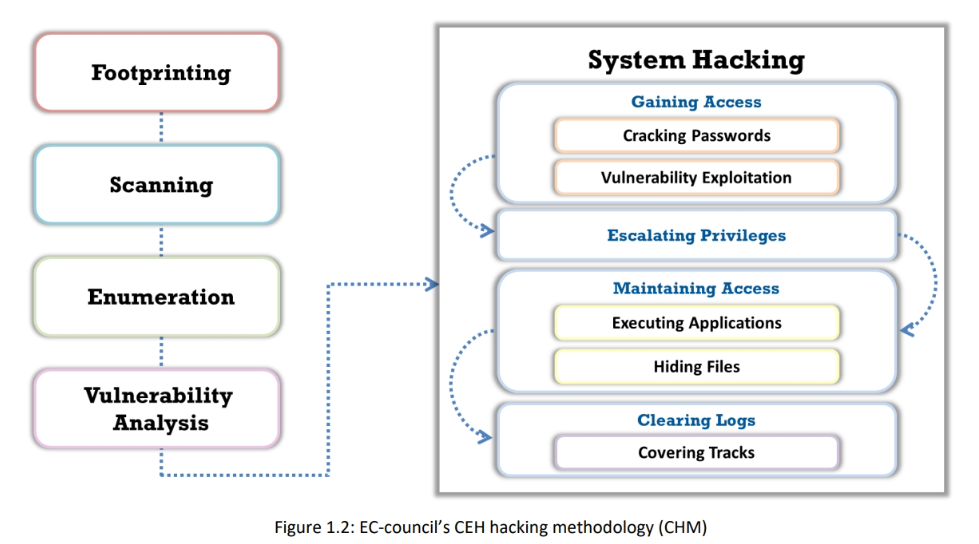 Footprinting
Scanning
Enumeration
Vulnerability
Analysis
System Hacking
Gaining Access
Cracking Passwords
Vulnerability Exploitation
Escalating Privileges
Maintaining Access
Executing Applications
Hiding Files
Clearing Logs
Covering Tracks
Figure 1.2: EC-council’s CEH hacking methodology (CHM)